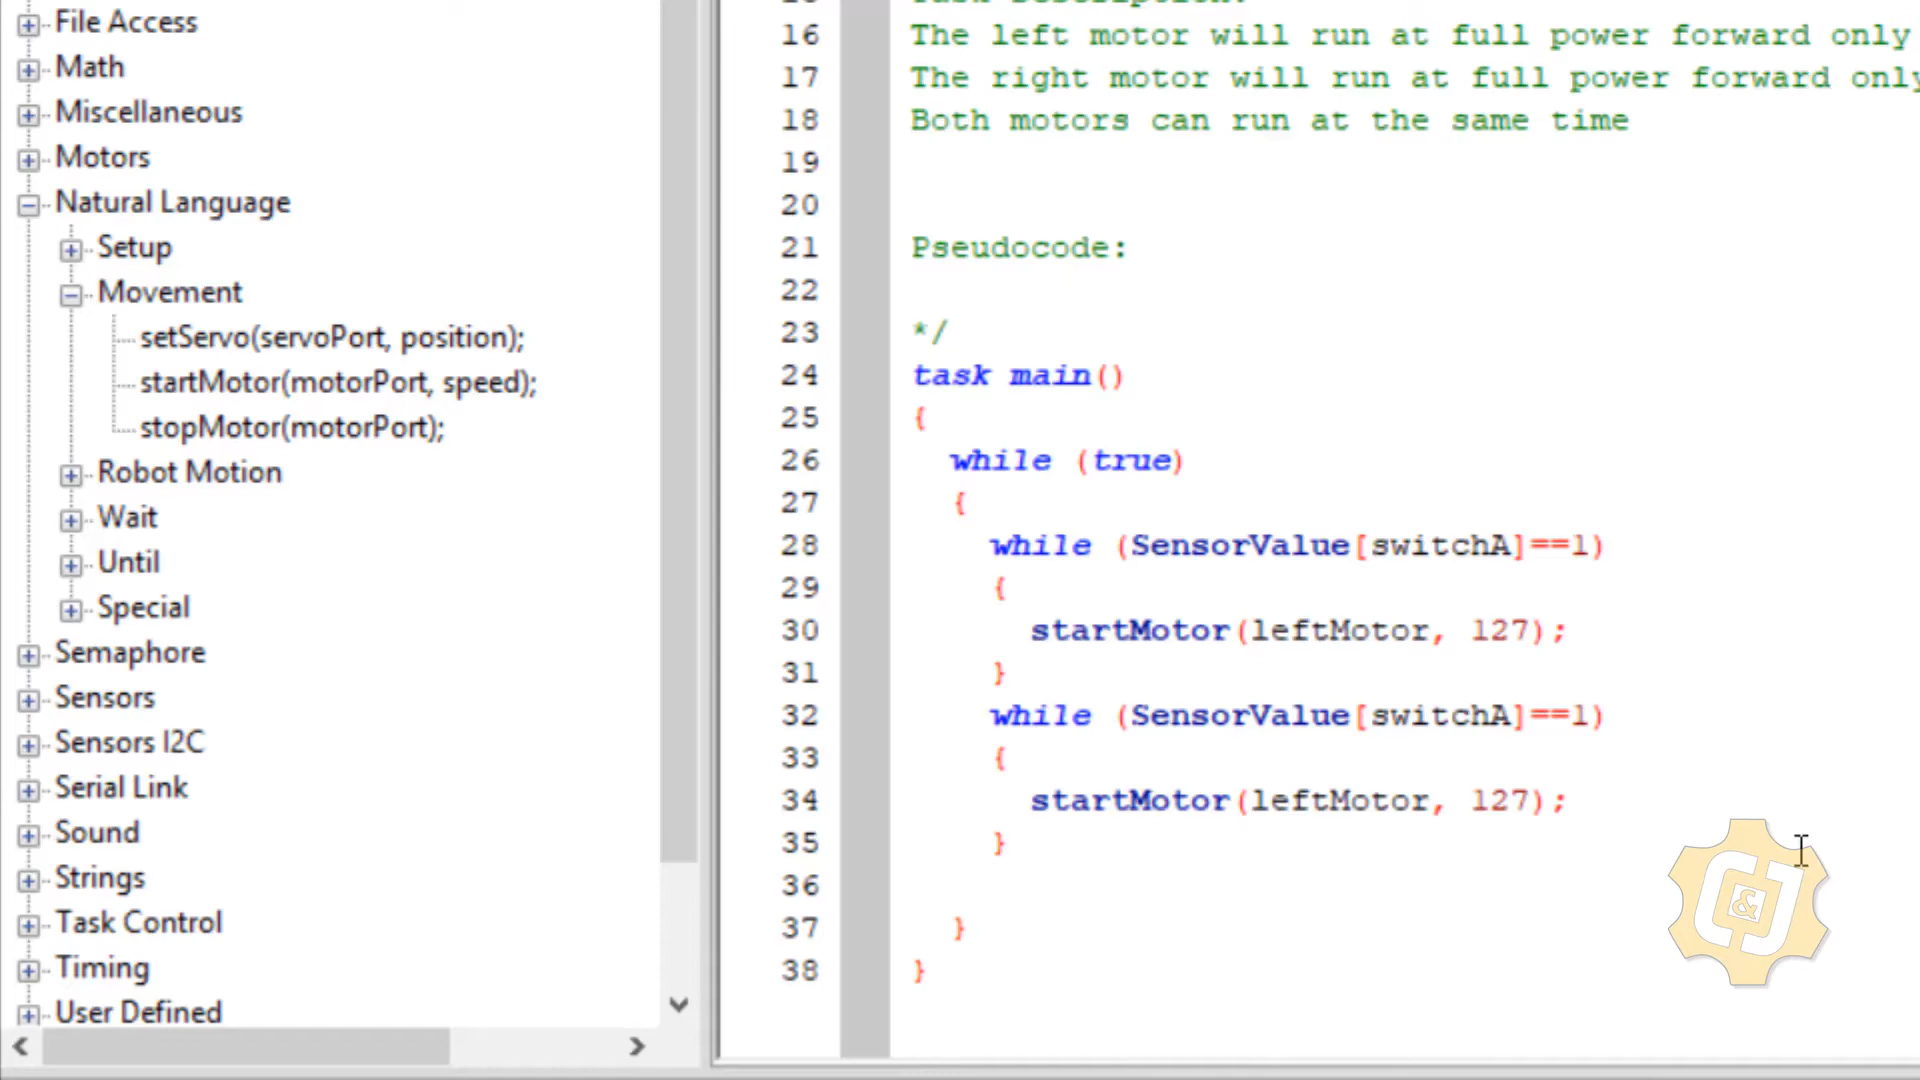 File Access
Math
Miscellaneous
Motors
Natural Language
Setup
Movement
setServo(servoPort, position);
startMotor(motorPort, speed);
stopMotor(motorPort);
Robot Motion
Wait
Until
Special
Semaphore
Sensors
Sensors I2C
Serial Link
Sound
Strings
Task Control
Timing
User Defined
16 The left motor will run at full power forward only
17 The right motor will run at full power forward only
18 Both motors can run at the same time
19
20
21 Pseudocode:
22
23 */
24 task main()
25 {
26 while (true)
27 {
28 while (SensorValue[switchA]==1)
29 {
30 startMotor(leftMotor, 127);
31 }
32 while (SensorValue[switchA]==1)
33 {
34 startMotor(leftMotor, 127);
35 }
36
37 }
38 }